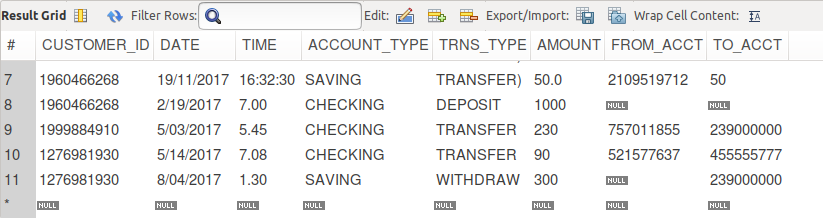 Result Grid Filter Rows: Edit: Export/Import: Wrap Cell Content: IA
# CUSTOMER_ID DATE TIME ACCOUNT_TYPE TRNS_TYPE AMOUNT FROM_ACCT TO_ACCT
7 1960466268 19/11/2017 16:32:30 SAVING TRANSFER) 50.0 2109519712 50
8 1960466268 2/19/2017 7.00 CHECKING DEPOSIT 1000 NULL NULL
9 1999884910 5/03/2017 5.45 CHECKING TRANSFER 230 757011855 239000000
10 1276981930 5/14/2017 7.08 CHECKING TRANSFER 90 521577637 455555777
11 1276981930 8/04/2017 1.30 SAVING WITHDRAW 300 NULL 239000000
* NULL NULL NULL NULL NULL NULL NULL NULL